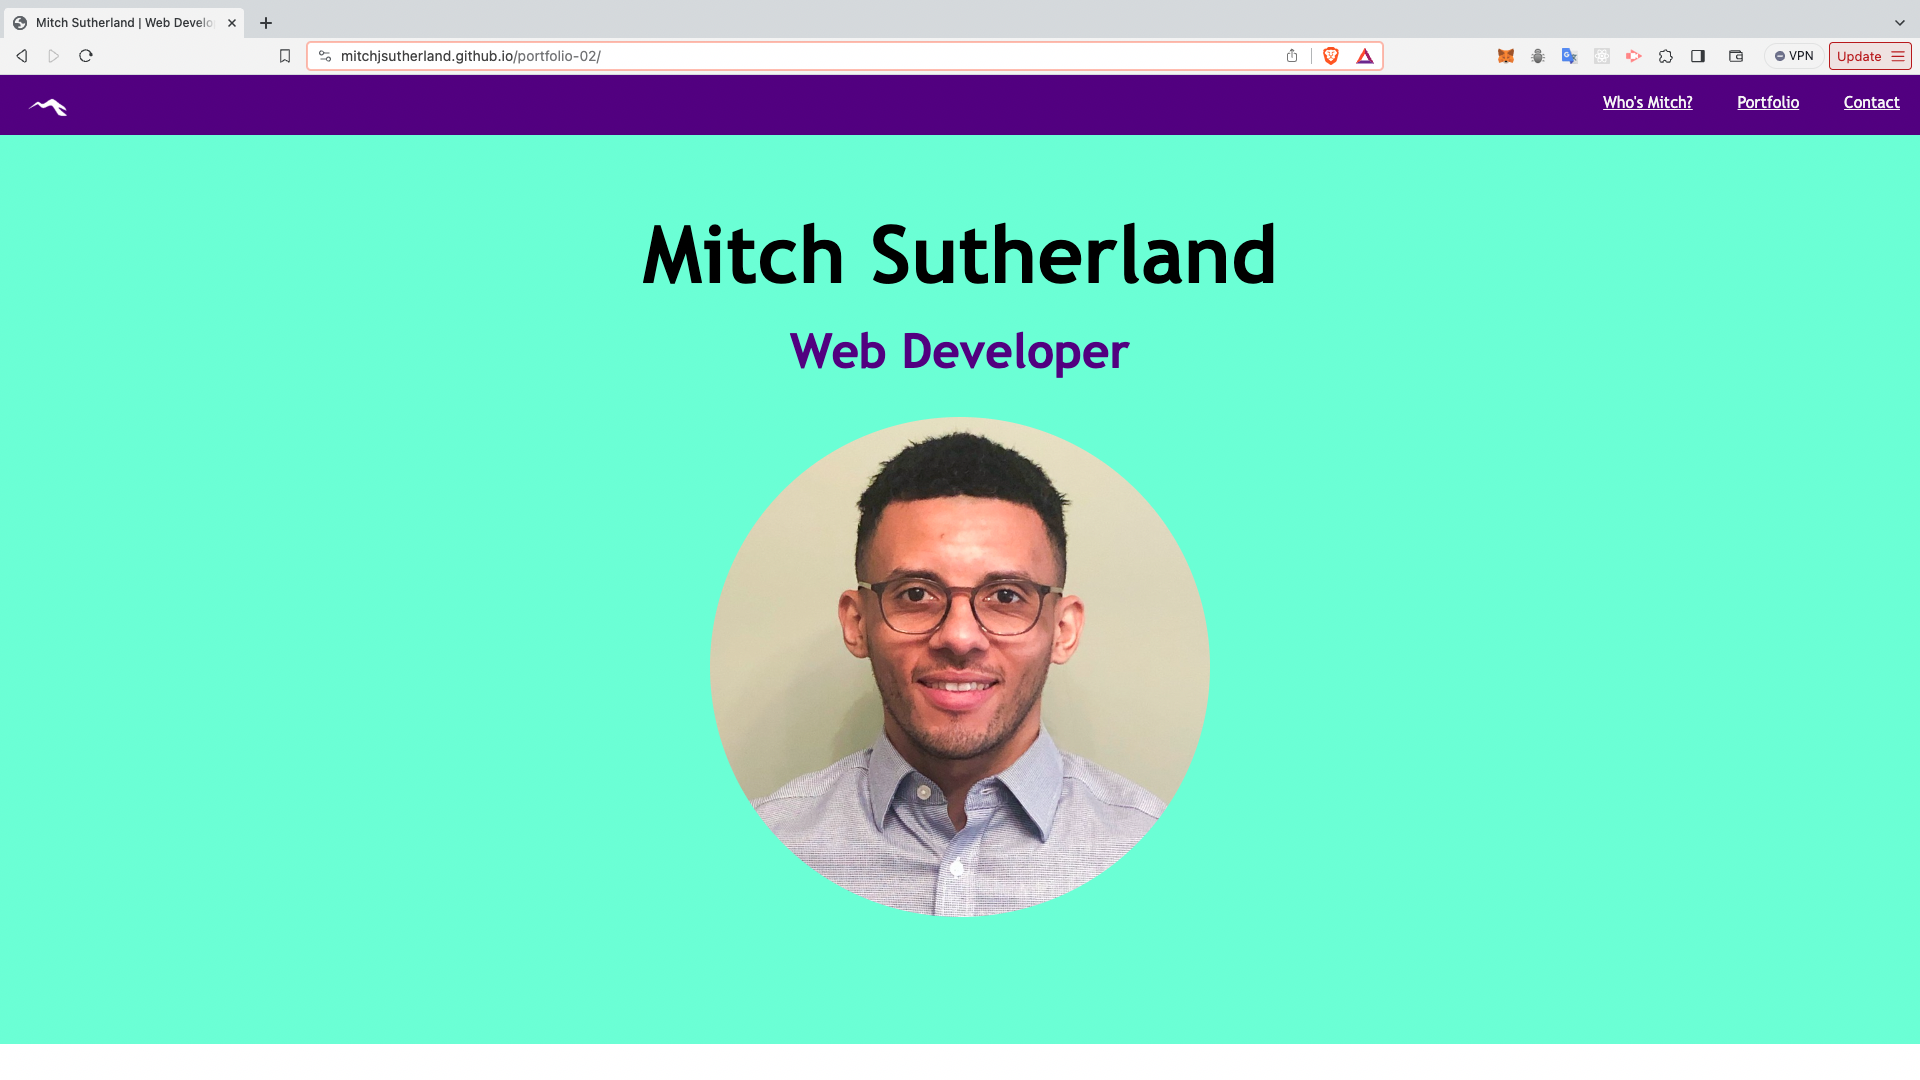 Mitch Sutherland | Web Develo
mitchjsutherland.github.io/portfolio-02/
VPN
Update
Who's Mitch?
Portfolio
Contact
Mitch Sutherland
Web Developer